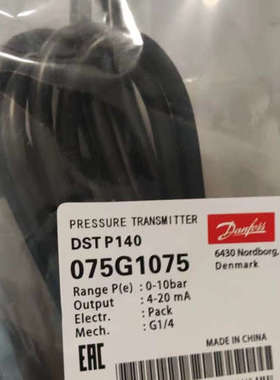 PRESSURE TRANSMITTER
DST P140
075G1075
Range P(e) : 0-10bar
Output : 4-20 mA
Electr. : Pack
Mech. : G1/4
Danfoss
6430 Nordborg,
Denmark
EAC
MADE IN CHINA